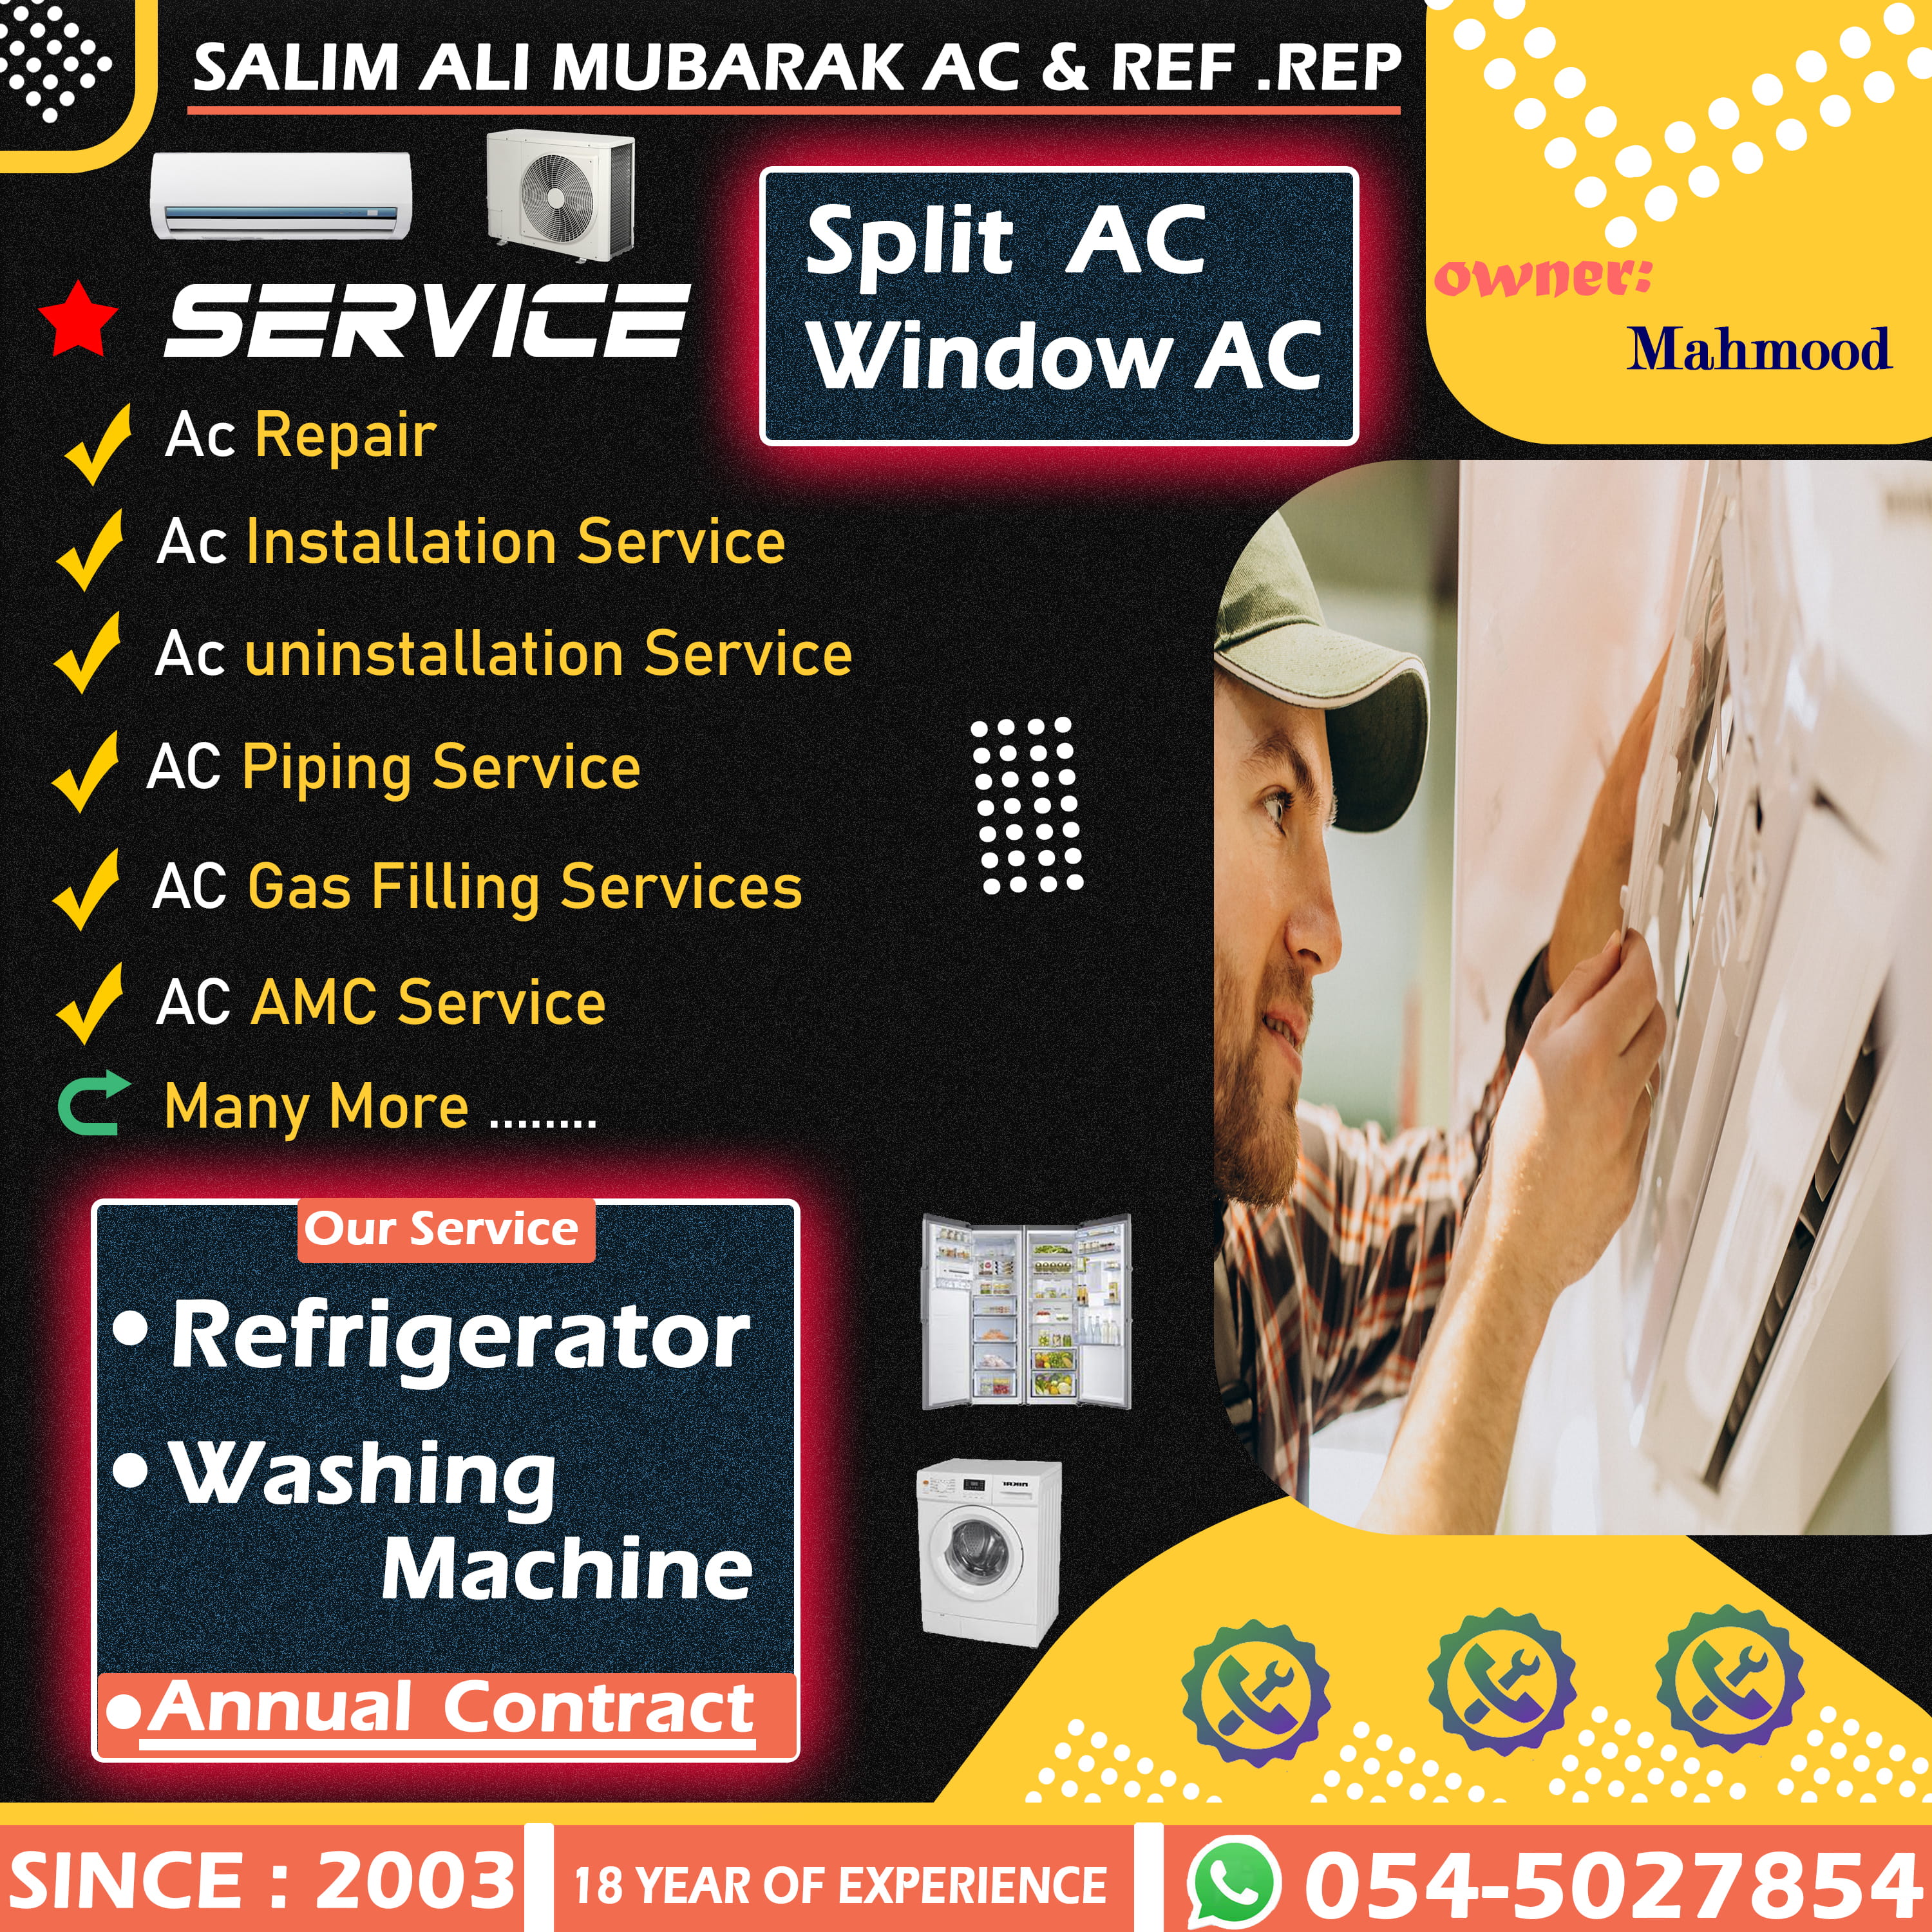 SALIM ALI MUBARAK AC & REF .REP
Split AC
Window AC
owner:
Mahmood
SERVICE
Ac Repair
Ac Installation Service
Ac uninstallation Service
AC Piping Service
AC Gas Filling Services
AC AMC Service
Many More ........
Our Service
• Refrigerator
• Washing
Machine
• Annual Contract
SINCE : 2003
18 YEAR OF EXPERIENCE
054-5027854